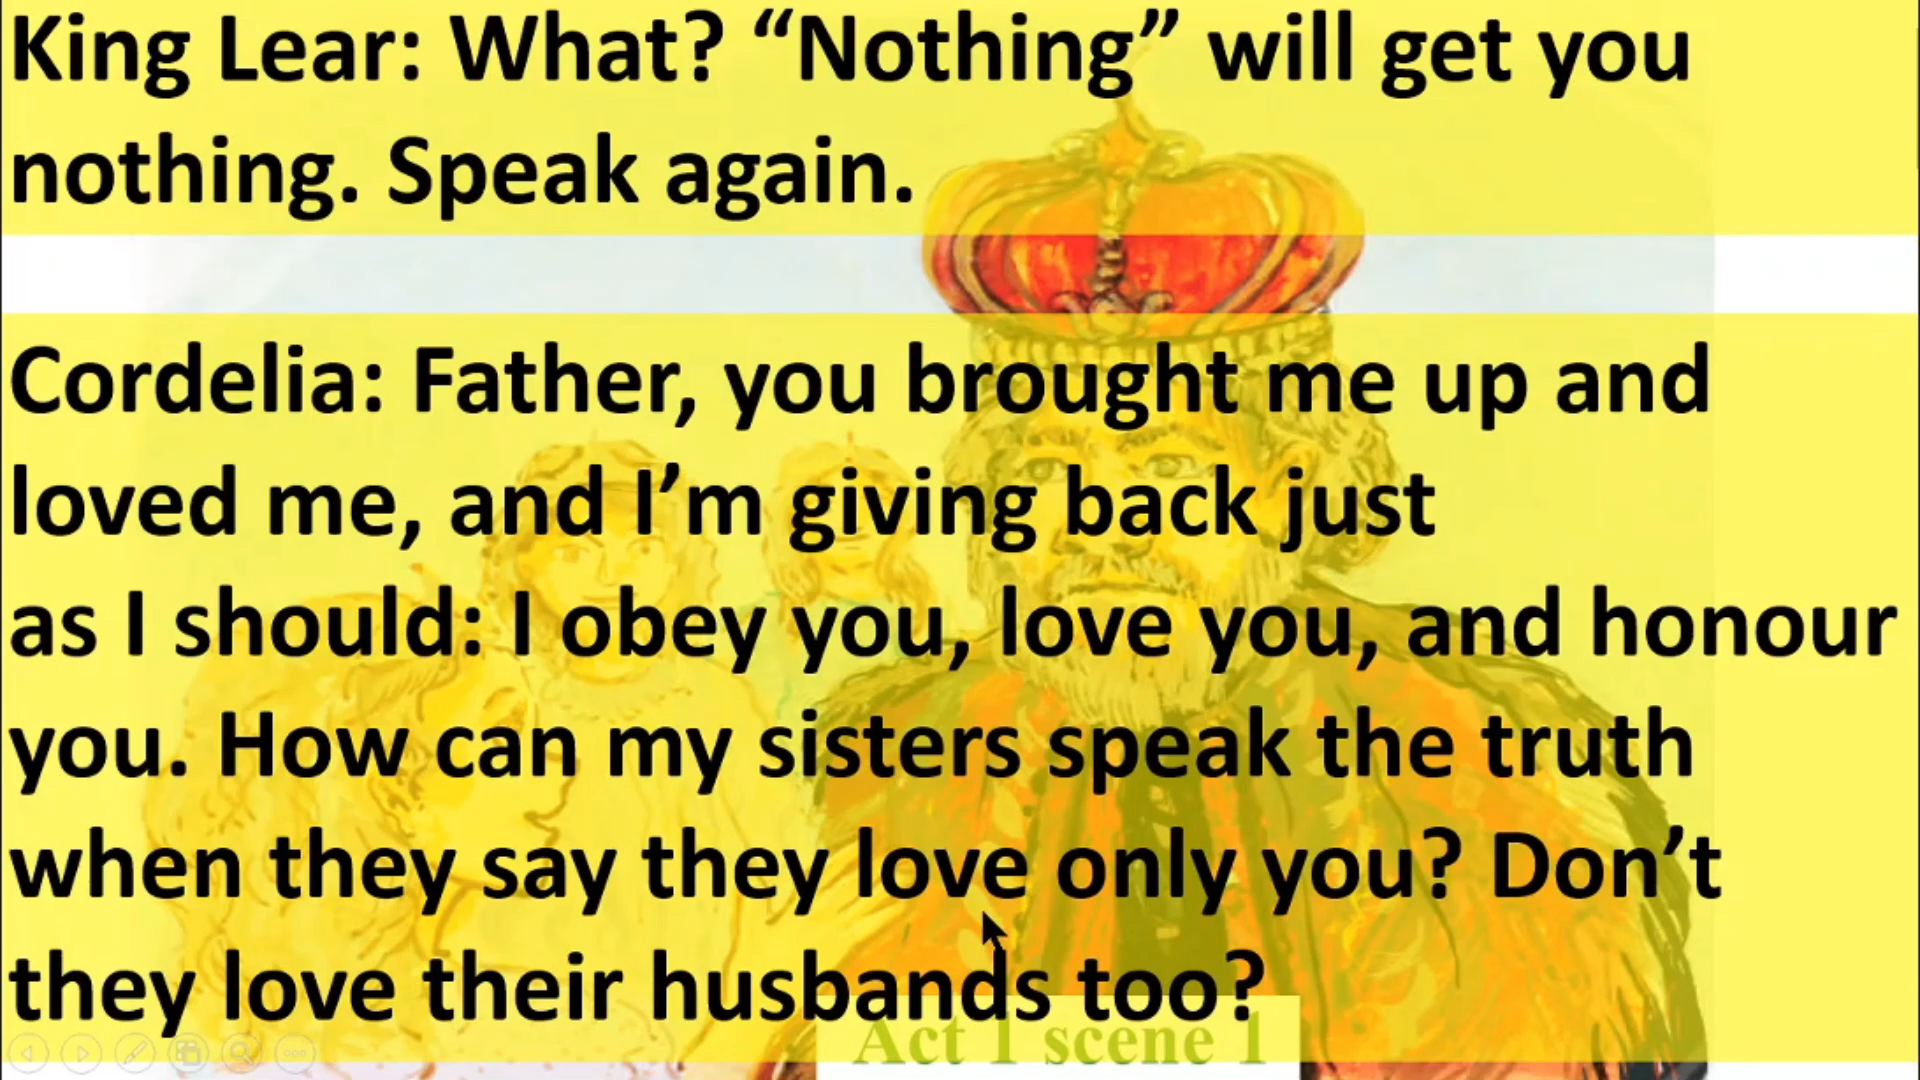 King Lear: What? “Nothing” will get you
nothing. Speak again.
Cordelia: Father, you brought me up and
loved me, and I’m giving back just
as I should: I obey you, love you, and honour
you. How can my sisters speak the truth
when they say they love only you? Don’t
they love their husbands too?
Act 1 scene 1